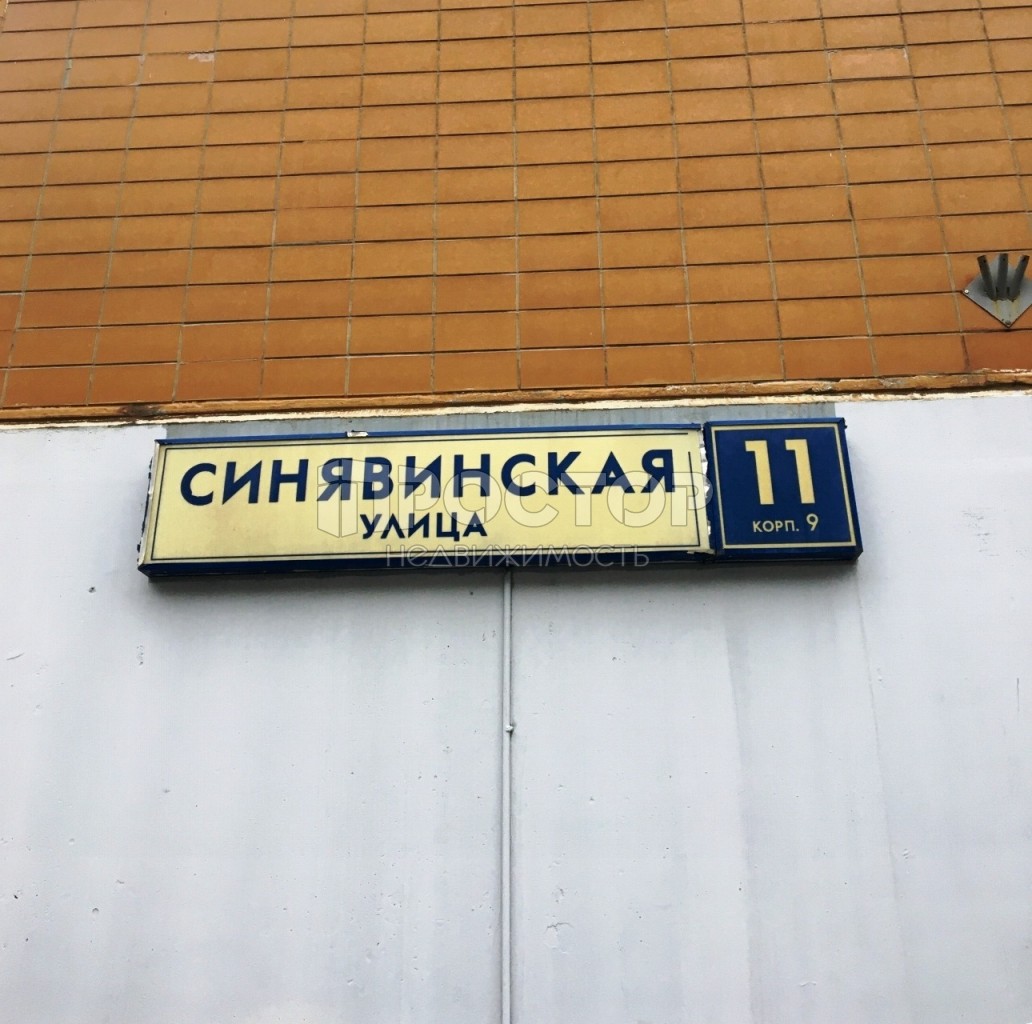 СИНЯВИНСКАЯ
УЛИЦА
11
КОРП. 9
ПРОСТОР
НЕДВИЖИМОСТЬ